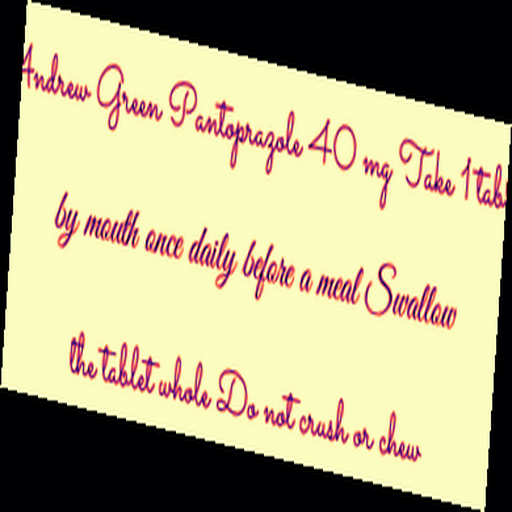 Andrew Green Pantoprazole 40 mg Take 1 tab
by mouth once daily before a meal Swallow
the tablet whole Do not crush or chew